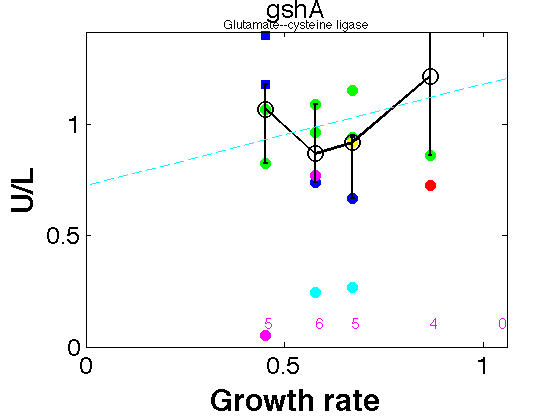 gshA
Glutamate--cysteine ligase
U/L
1
0.5
0
5 6 5 4 0
0 0.5 1
Growth rate